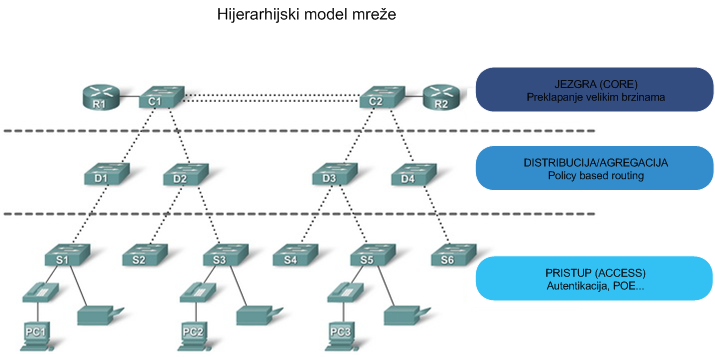 Hijerarhijski model mreže
R1
C1
C2
R2
JEZGRA (CORE)
Preklapanje velikim brzinama
D1
D2
D3
D4
DISTRIBUCIJA/AGREGACIJA
Policy based routing
S1
S2
S3
S4
S5
S6
PRISTUP (ACCESS)
Autentikacija, POE...
PC1
PC2
PC3